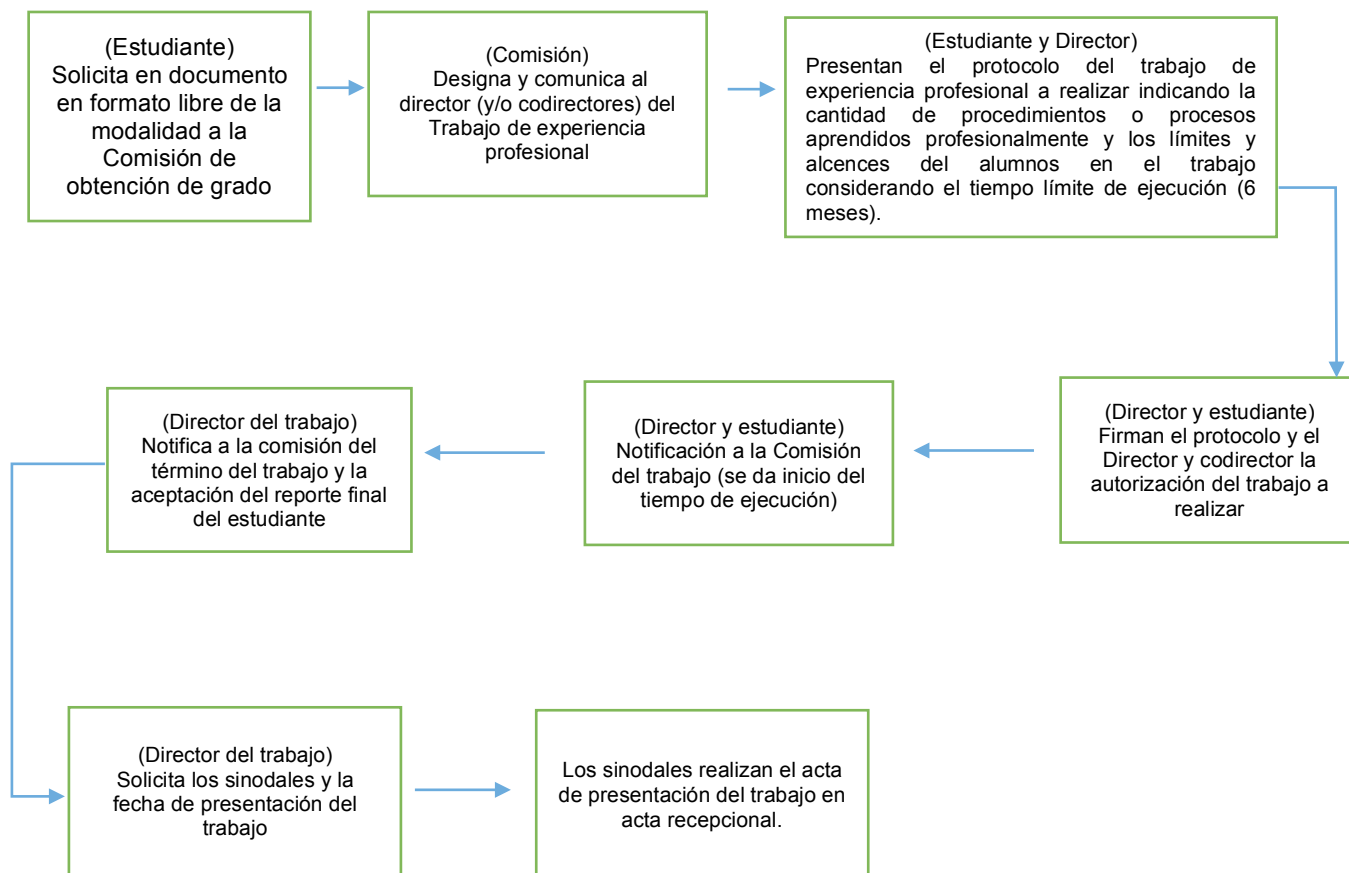 (Estudiante)
Solicita en documento
en formato libre de la
modalidad a la
Comisión de
obtención de grado
(Comisión)
Designa y comunica al
director (y/o codirectores) del
Trabajo de experiencia
profesional
(Estudiante y Director)
Presentan el protocolo del trabajo de
experiencia profesional a realizar indicando la
cantidad de procedimientos o procesos
aprendidos profesionalmente y los límites y
alcences del alumnos en el trabajo
considerando el tiempo límite de ejecución (6
meses).
(Director y estudiante)
Firman el protocolo y el
Director y codirector la
autorización del trabajo a
realizar
(Director y estudiante)
Notificación a la Comisión
del trabajo (se da inicio del
tiempo de ejecución)
(Director del trabajo)
Notifica a la comisión del
término del trabajo y la
aceptación del reporte final
del estudiante
(Director del trabajo)
Solicita los sinodales y la
fecha de presentación del
trabajo
Los sinodales realizan el acta
de presentación del trabajo en
acta recepcional.